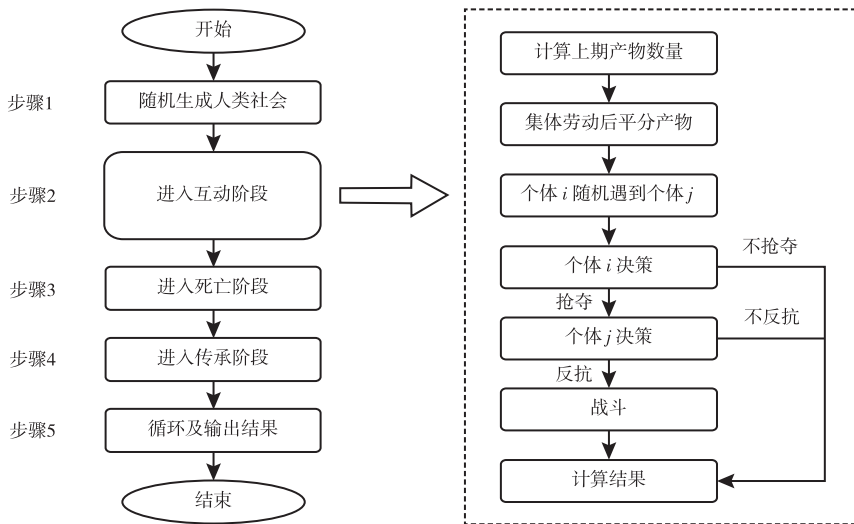 开始
步骤1
随机生成人类社会
步骤2
进入互动阶段
步骤3
进入死亡阶段
步骤4
进入传承阶段
步骤5
循环及输出结果
结束
计算上期产物数量
集体劳动后平分产物
个体i随机遇到个体j
个体i决策
不抢夺
抢夺
个体j决策
不反抗
反抗
战斗
计算结果